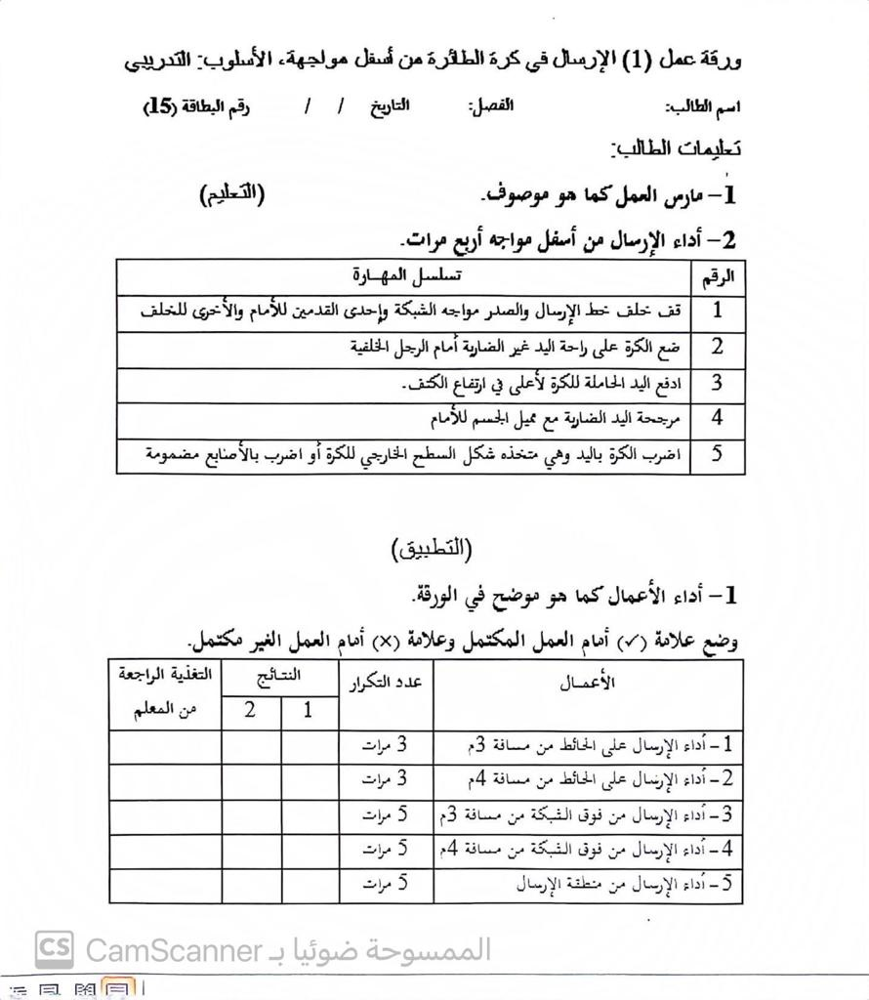 ورقة عمل (1) الإرسال في كرة الطائرة من أسفل مواجهة، الأسلوب: التدريبي
اسم الطالب: الفصل: التاريخ / / رقم البطاقة (15)
تعليمات الطالب:
1- مارس العمل كما هو موصوف. (التعليم)
2- أداء الإرسال من أسفل مواجه أربع مرات.
الرقم تسلسل المهارة
1 قف خلف خط الإرسال والصدر مواجه الشبكة وإحدى القدمين للأمام والأخرى للخلف
2 ضع الكرة على راحة اليد غير الضاربة أمام الرجل الخلفية
3 ادفع اليد الحاملة للكرة لأعلى في ارتفاع الكتف.
4 مرجحة اليد الضاربة مع ميل الجسم للأمام
5 اضرب الكرة باليد وهي متخذه شكل السطح الخارجي للكرة أو اضرب بالأصابع مضمومة
(التطبيق)
1- أداء الأعمال كما هو موضح في الورقة.
وضع علامة (✓) أمام العمل المكتمل وعلامة (×) أمام العمل الغير مكتمل.
الأعمال عدد التكرار النتائج التغذية الراجعة
1 2 من المعلم
1- أداء الإرسال على الحائط من مسافة 3م 3 مرات
2- أداء الإرسال على الحائط من مسافة 4م 3 مرات
3- أداء الإرسال من فوق الشبكة من مسافة 3م 5 مرات
4- أداء الإرسال من فوق الشبكة من مسافة 4م 5 مرات
5- أداء الإرسال من منطقة الإرسال 5 مرات
الممسوحة ضوئيا بـ CamScanner
CS